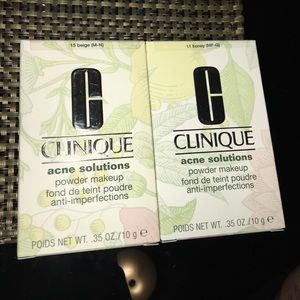 15 beige (M-N)
C
CLINIQUE
acne solutions
powder makeup
fond de teint poudre
anti-imperfections
POIDS NET WT. .35 OZ./10 g e
11 honey (MF-G)
C
CLINIQUE
acne solutions
powder makeup
fond de teint poudre
anti-imperfections
POIDS NET WT. .35 OZ./10 g e